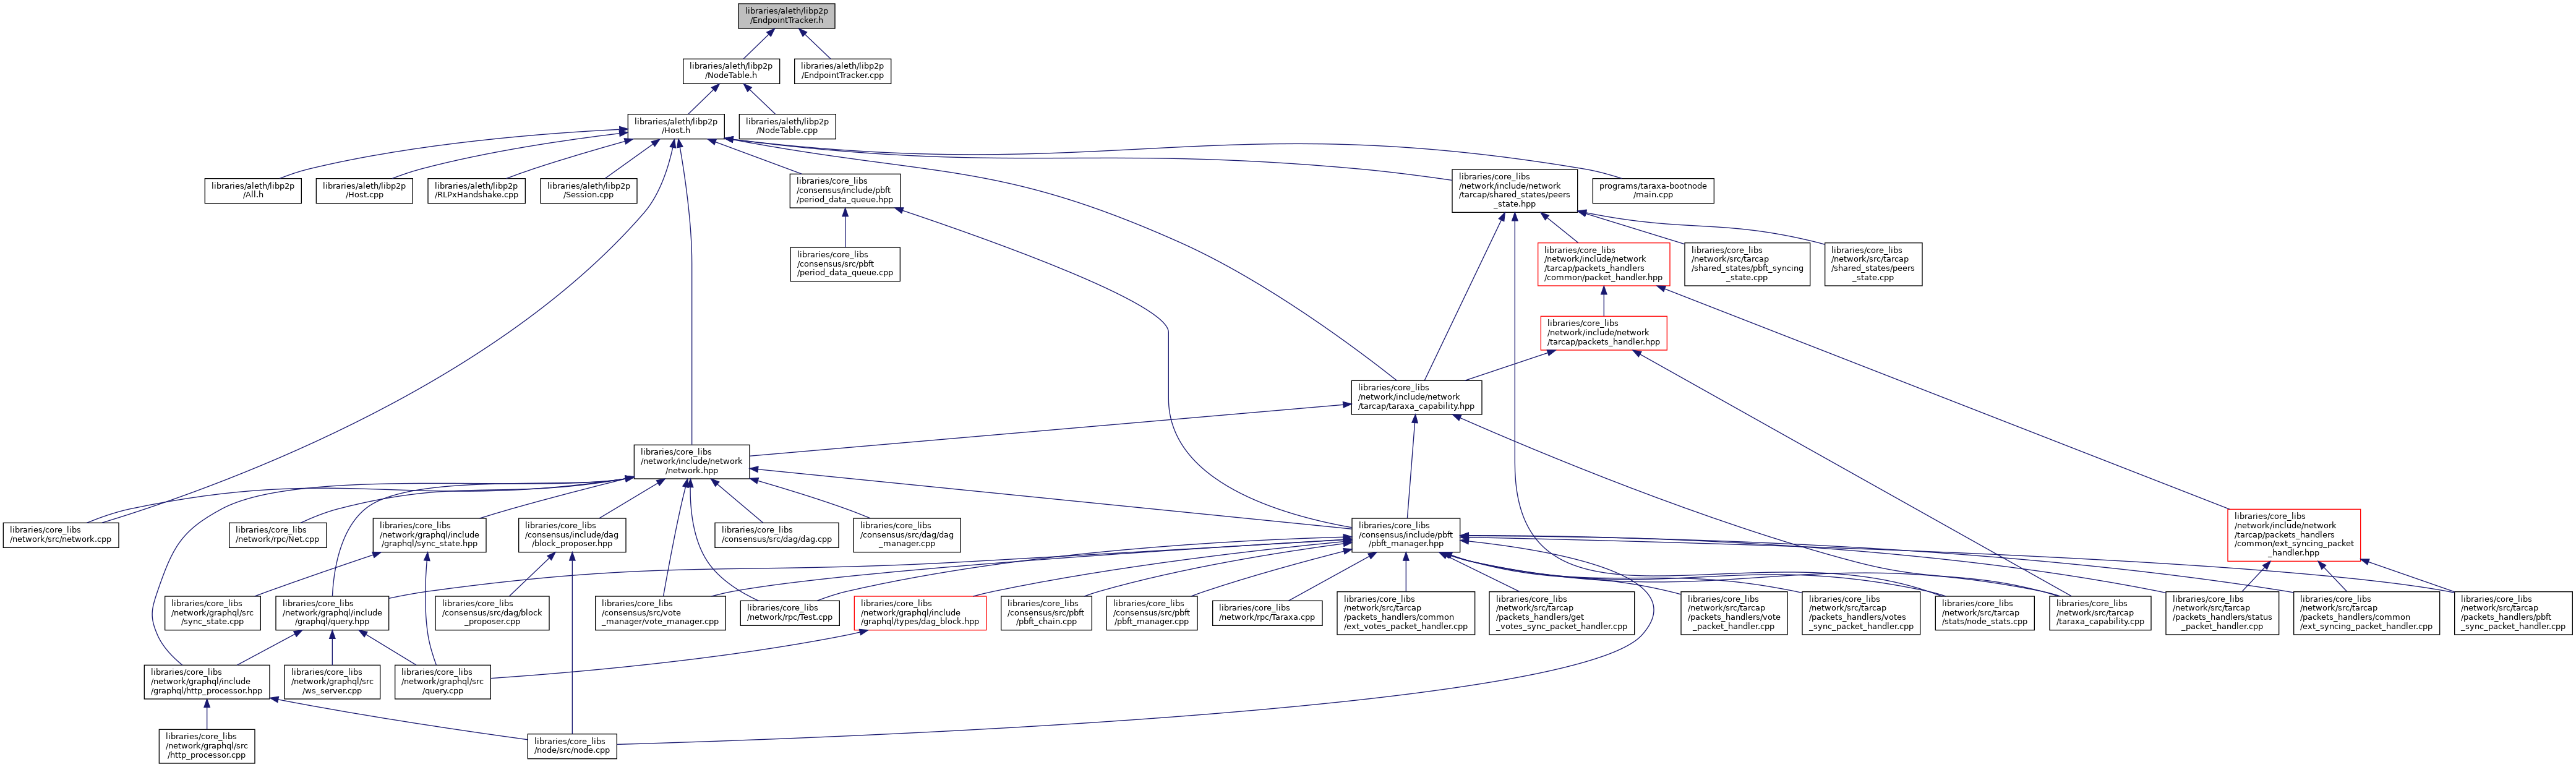 libraries/aleth/libp2p
/EndpointTracker.h
libraries/aleth/libp2p
/NodeTable.h
libraries/aleth/libp2p
/EndpointTracker.cpp
libraries/aleth/libp2p
/Host.h
libraries/aleth/libp2p
/NodeTable.cpp
libraries/aleth/libp2p
/All.h
libraries/aleth/libp2p
/Host.cpp
libraries/aleth/libp2p
/RLPxHandshake.cpp
libraries/aleth/libp2p
/Session.cpp
libraries/core_libs
/consensus/include/pbft
/period_data_queue.hpp
libraries/core_libs
/network/include/network
/tarcap/shared_states/peers
_state.hpp
programs/taraxa-bootnode
/main.cpp
libraries/core_libs
/consensus/src/pbft
/period_data_queue.cpp
libraries/core_libs
/network/include/network
/tarcap/packets_handlers
/common/packet_handler.hpp
libraries/core_libs
/network/src/tarcap
/shared_states/pbft_syncing
_state.cpp
libraries/core_libs
/network/src/tarcap
/shared_states/peers
_state.cpp
libraries/core_libs
/network/include/network
/tarcap/packets_handler.hpp
libraries/core_libs
/network/include/network
/tarcap/taraxa_capability.hpp
libraries/core_libs
/network/include/network
/network.hpp
libraries/core_libs
/network/src/network.cpp
libraries/core_libs
/network/rpc/Net.cpp
libraries/core_libs
/network/graphql/include
/graphql/sync_state.hpp
libraries/core_libs
/consensus/include/dag
/block_proposer.hpp
libraries/core_libs
/consensus/src/dag/dag.cpp
libraries/core_libs
/consensus/src/dag/dag
_manager.cpp
libraries/core_libs
/consensus/include/pbft
/pbft_manager.hpp
libraries/core_libs
/network/include/network
/tarcap/packets_handlers
/common/ext_syncing_packet
_handler.hpp
libraries/core_libs
/network/graphql/src
/sync_state.cpp
libraries/core_libs
/network/graphql/include
/graphql/query.hpp
libraries/core_libs
/consensus/src/dag/block
_proposer.cpp
libraries/core_libs
/consensus/src/vote
_manager/vote_manager.cpp
libraries/core_libs
/network/rpc/Test.cpp
libraries/core_libs
/network/graphql/include
/graphql/types/dag_block.hpp
libraries/core_libs
/consensus/src/pbft
/pbft_chain.cpp
libraries/core_libs
/consensus/src/pbft
/pbft_manager.cpp
libraries/core_libs
/network/rpc/Taraxa.cpp
libraries/core_libs
/network/src/tarcap
/packets_handlers/common
/ext_votes_packet_handler.cpp
libraries/core_libs
/network/src/tarcap
/packets_handlers/get
_votes_sync_packet_handler.cpp
libraries/core_libs
/network/src/tarcap
/packets_handlers/vote
_packet_handler.cpp
libraries/core_libs
/network/src/tarcap
/packets_handlers/votes
_sync_packet_handler.cpp
libraries/core_libs
/network/src/tarcap
/stats/node_stats.cpp
libraries/core_libs
/network/src/tarcap
/taraxa_capability.cpp
libraries/core_libs
/network/src/tarcap
/packets_handlers/status
_packet_handler.cpp
libraries/core_libs
/network/src/tarcap
/packets_handlers/common
/ext_syncing_packet_handler.cpp
libraries/core_libs
/network/src/tarcap
/packets_handlers/pbft
_sync_packet_handler.cpp
libraries/core_libs
/network/graphql/include
/graphql/http_processor.hpp
libraries/core_libs
/network/graphql/src
/ws_server.cpp
libraries/core_libs
/network/graphql/src
/query.cpp
libraries/core_libs
/network/graphql/src
/http_processor.cpp
libraries/core_libs
/node/src/node.cpp